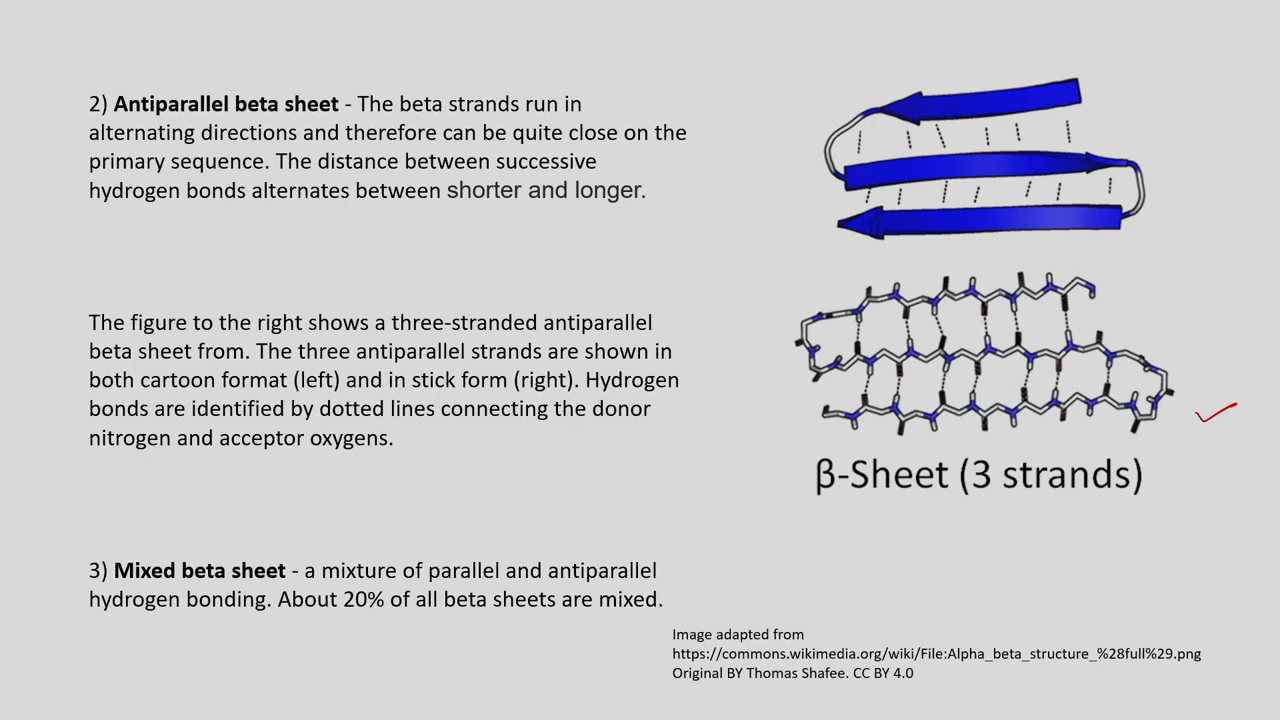 2) Antiparallel beta sheet - The beta strands run in
alternating directions and therefore can be quite close on the
primary sequence. The distance between successive
hydrogen bonds alternates between shorter and longer.
The figure to the right shows a three-stranded antiparallel
beta sheet from. The three antiparallel strands are shown in
both cartoon format (left) and in stick form (right). Hydrogen
bonds are identified by dotted lines connecting the donor
nitrogen and acceptor oxygens.
β-Sheet (3 strands)
3) Mixed beta sheet - a mixture of parallel and antiparallel
hydrogen bonding. About 20% of all beta sheets are mixed.
Image adapted from
https://commons.wikimedia.org/wiki/File:Alpha_beta_structure_%28full%29.png
Original BY Thomas Shafee. CC BY 4.0